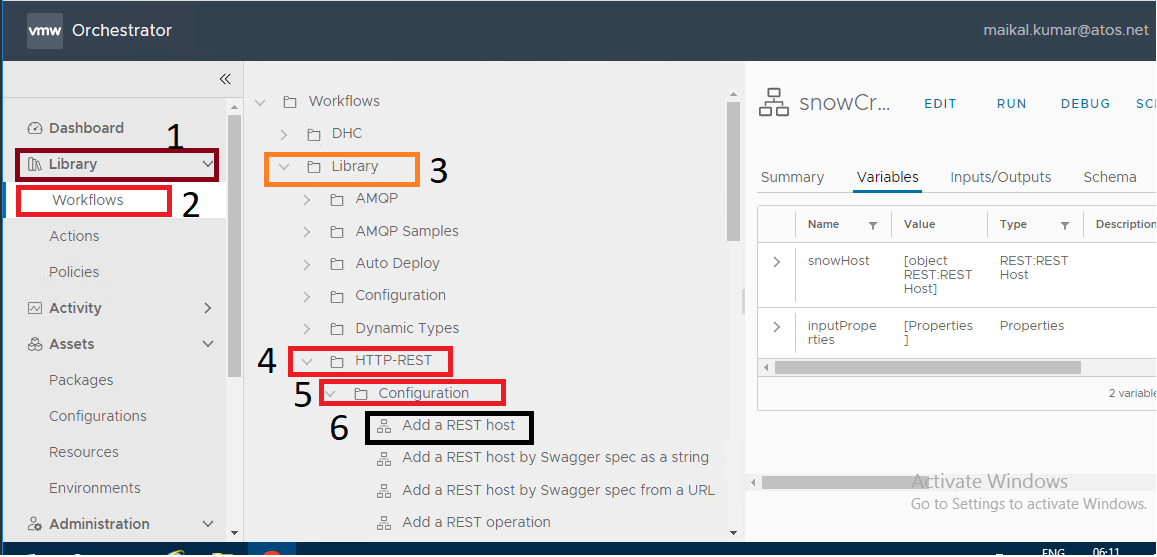 vmw Orchestrator
maikal.kumar@atos.net
«
Dashboard
1
Library
Workflows
2
Actions
Policies
Activity
Assets
Packages
Configurations
Resources
Environments
Administration
Workflows
DHC
Library
3
AMQP
AMQP Samples
Auto Deploy
Configuration
Dynamic Types
4
HTTP-REST
5
Configuration
6
Add a REST host
Add a REST host by Swagger spec as a string
Add a REST host by Swagger spec from a URL
Add a REST operation
snowCr...
EDIT RUN DEBUG SC
Summary Variables Inputs/Outputs Schema
Name Value Type Description
snowHost
[object
REST:REST
Host]
REST:REST
Host
inputPrope
rties
[Properties
]
Properties
2 variable
Activate Windows
Go to Settings to activate Windows.
ENG 06:11